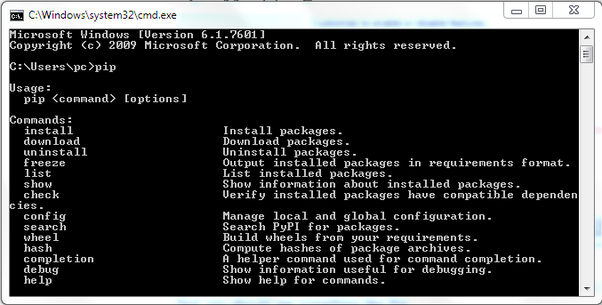 C:\Windows\system32\cmd.exe
Microsoft Windows [Version 6.1.7601]
Copyright (c) 2009 Microsoft Corporation.  All rights reserved.
C:\Users\pc>pip
Usage:
  pip <command> [options]
Commands:
  install                     Install packages.
  download                    Download packages.
  uninstall                   Uninstall packages.
  freeze                      Output installed packages in requirements format.
  list                        List installed packages.
  show                        Show information about installed packages.
  check                       Verify installed packages have compatible dependen
cies.
  config                      Manage local and global configuration.
  search                      Search PyPI for packages.
  wheel                       Build wheels from your requirements.
  hash                        Compute hashes of package archives.
  completion                  A helper command used for command completion.
  debug                       Show information useful for debugging.
  help                        Show help for commands.